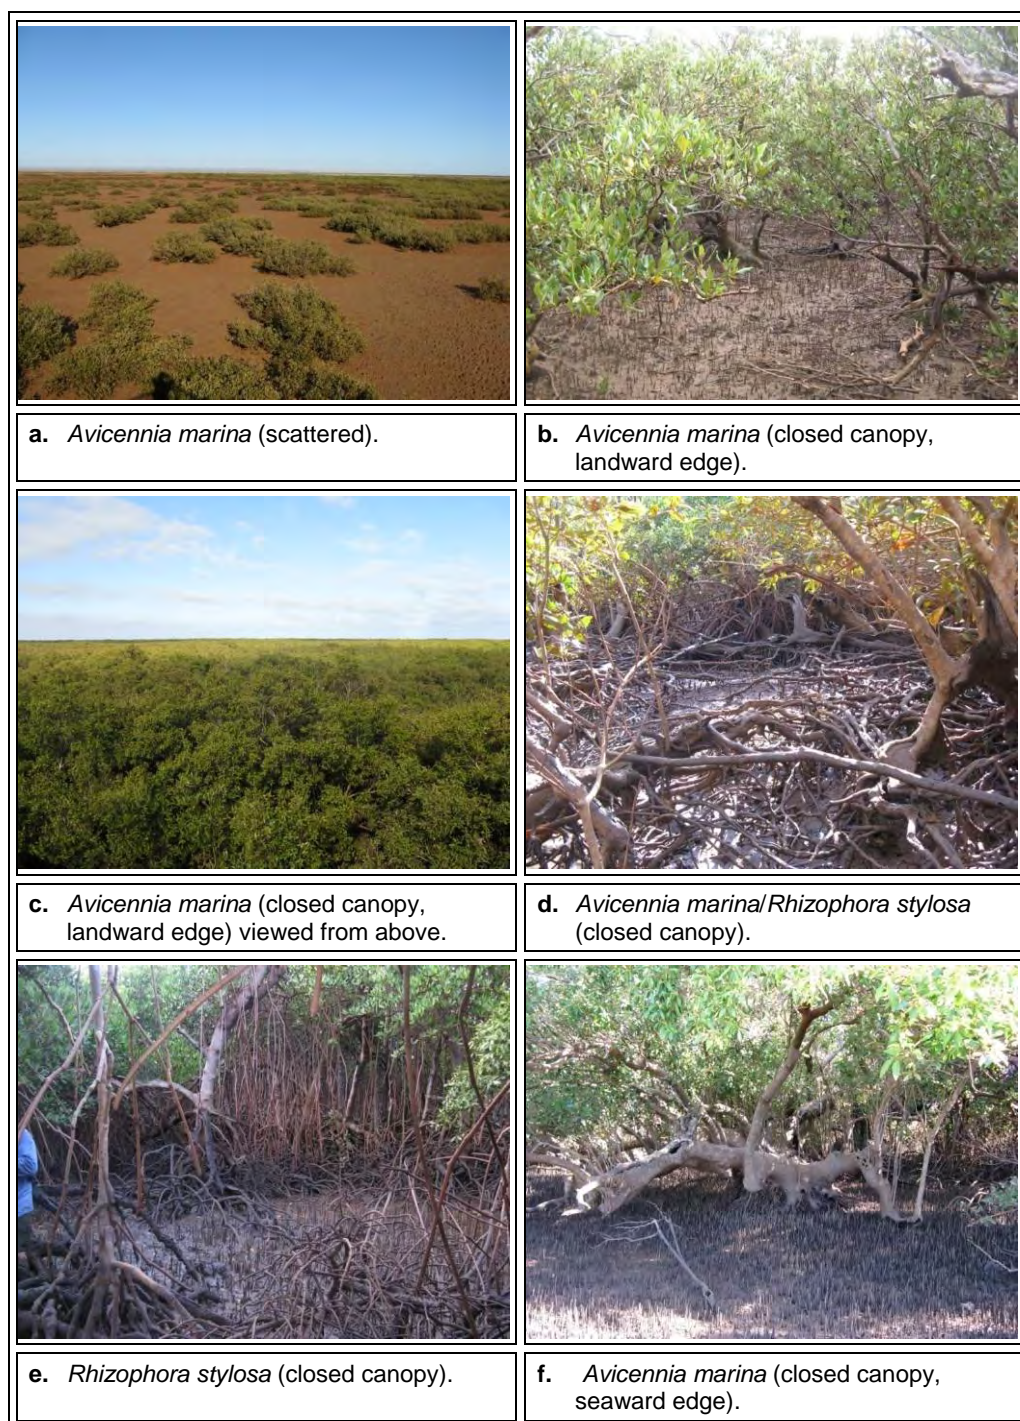 a. Avicennia marina (scattered).
b. Avicennia marina (closed canopy,
landward edge).
c. Avicennia marina (closed canopy,
landward edge) viewed from above.
d. Avicennia marina/Rhizophora stylosa
(closed canopy).
e. Rhizophora stylosa (closed canopy).
f. Avicennia marina (closed canopy,
seaward edge).